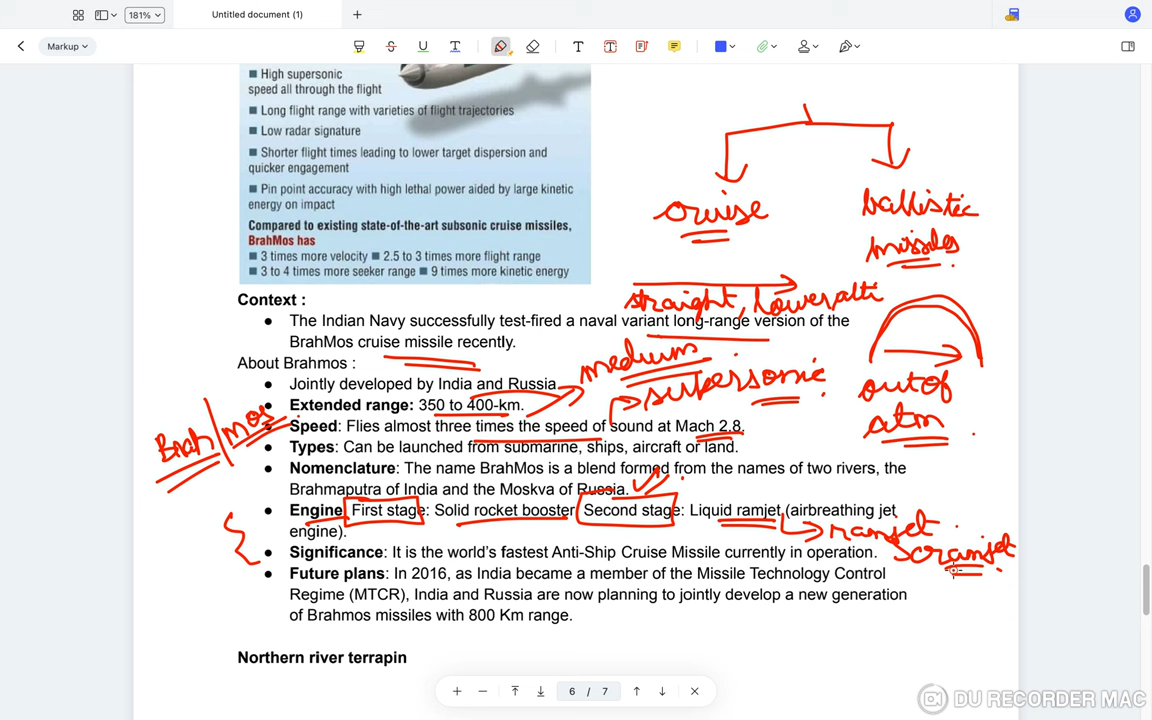 181%
Untitled document (1)
Markup
High supersonic
speed all through the flight
Long flight range with varieties of flight trajectories
Low radar signature
Shorter flight times leading to lower target dispersion and
quicker engagement
Pin point accuracy with high lethal power aided by large kinetic
energy on impact
Compared to existing state-of-the-art subsonic cruise missiles,
BrahMos has
3 times more velocity ■ 2.5 to 3 times more flight range
3 to 4 times more seeker range ■ 9 times more kinetic energy
cruise
ballistic
missiles
straight, lower alti
Context :
The Indian Navy successfully test-fired a naval variant long-range version of the
BrahMos cruise missile recently.
About Brahmos :
medium
Jointly developed by India and Russia.
supersonic
out of
atm
Extended range: 350 to 400-km.
Brah/mos
Speed: Flies almost three times the speed of sound at Mach 2.8.
Types: Can be launched from submarine, ships, aircraft or land.
Nomenclature: The name BrahMos is a blend formed from the names of two rivers, the
Brahmaputra of India and the Moskva of Russia.
Engine: First stage: Solid rocket booster Second stage: Liquid ramjet (airbreathing jet
engine).
ramjet
scramjet
Significance: It is the world's fastest Anti-Ship Cruise Missile currently in operation.
Future plans: In 2016, as India became a member of the Missile Technology Control
Regime (MTCR), India and Russia are now planning to jointly develop a new generation
of Brahmos missiles with 800 Km range.
Northern river terrapin
6 / 7
DU RECORDER MAC